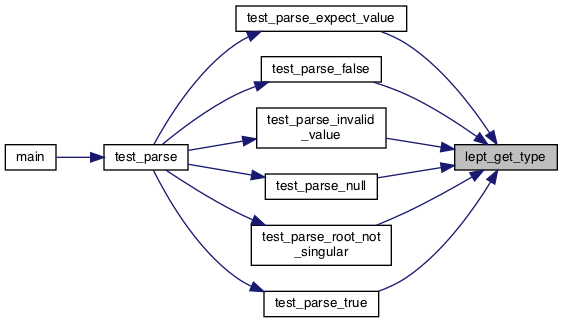 test_parse_expect_value
test_parse_false
test_parse_invalid
_value
main
test_parse
lept_get_type
test_parse_null
test_parse_root_not
_singular
test_parse_true